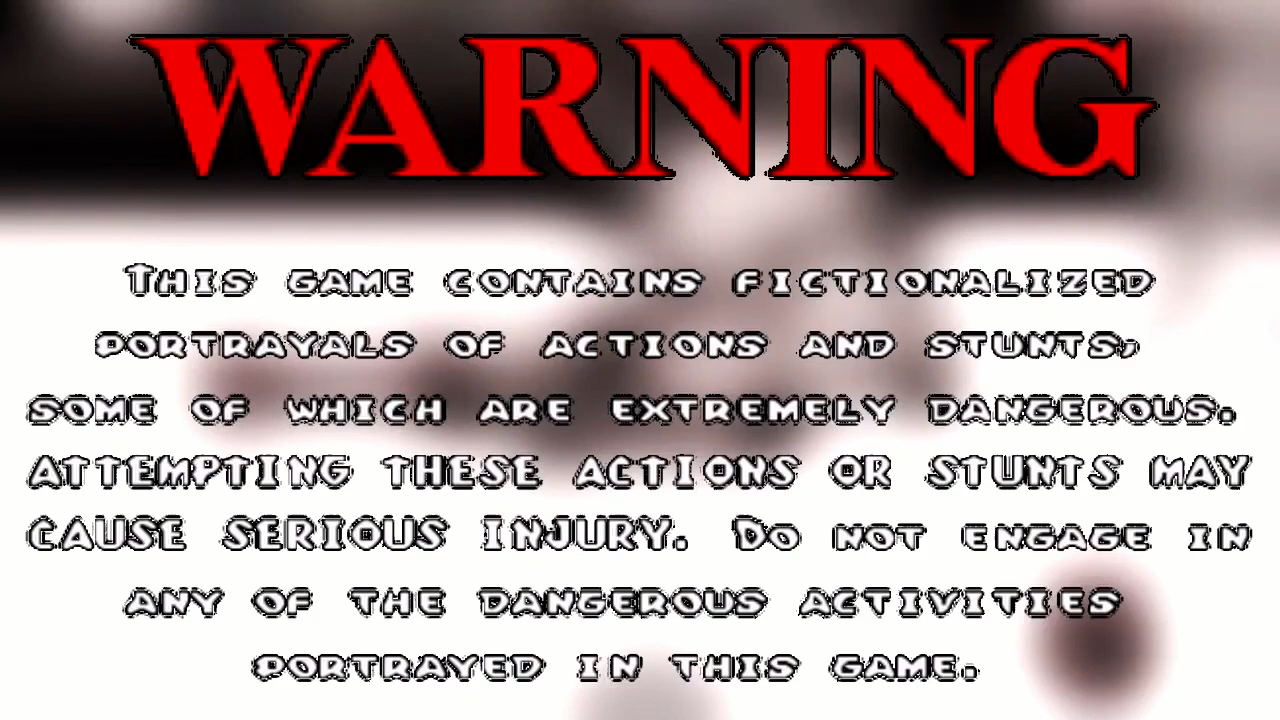 WARNING
This game contains fictionalized
portrayals of actions and stunts,
some of which are extremely dangerous.
ATTEMPTING THESE ACTIONS OR STUNTS MAY
CAUSE SERIOUS INJURY. Do not engage in
any of the dangerous activities
portrayed in this game.